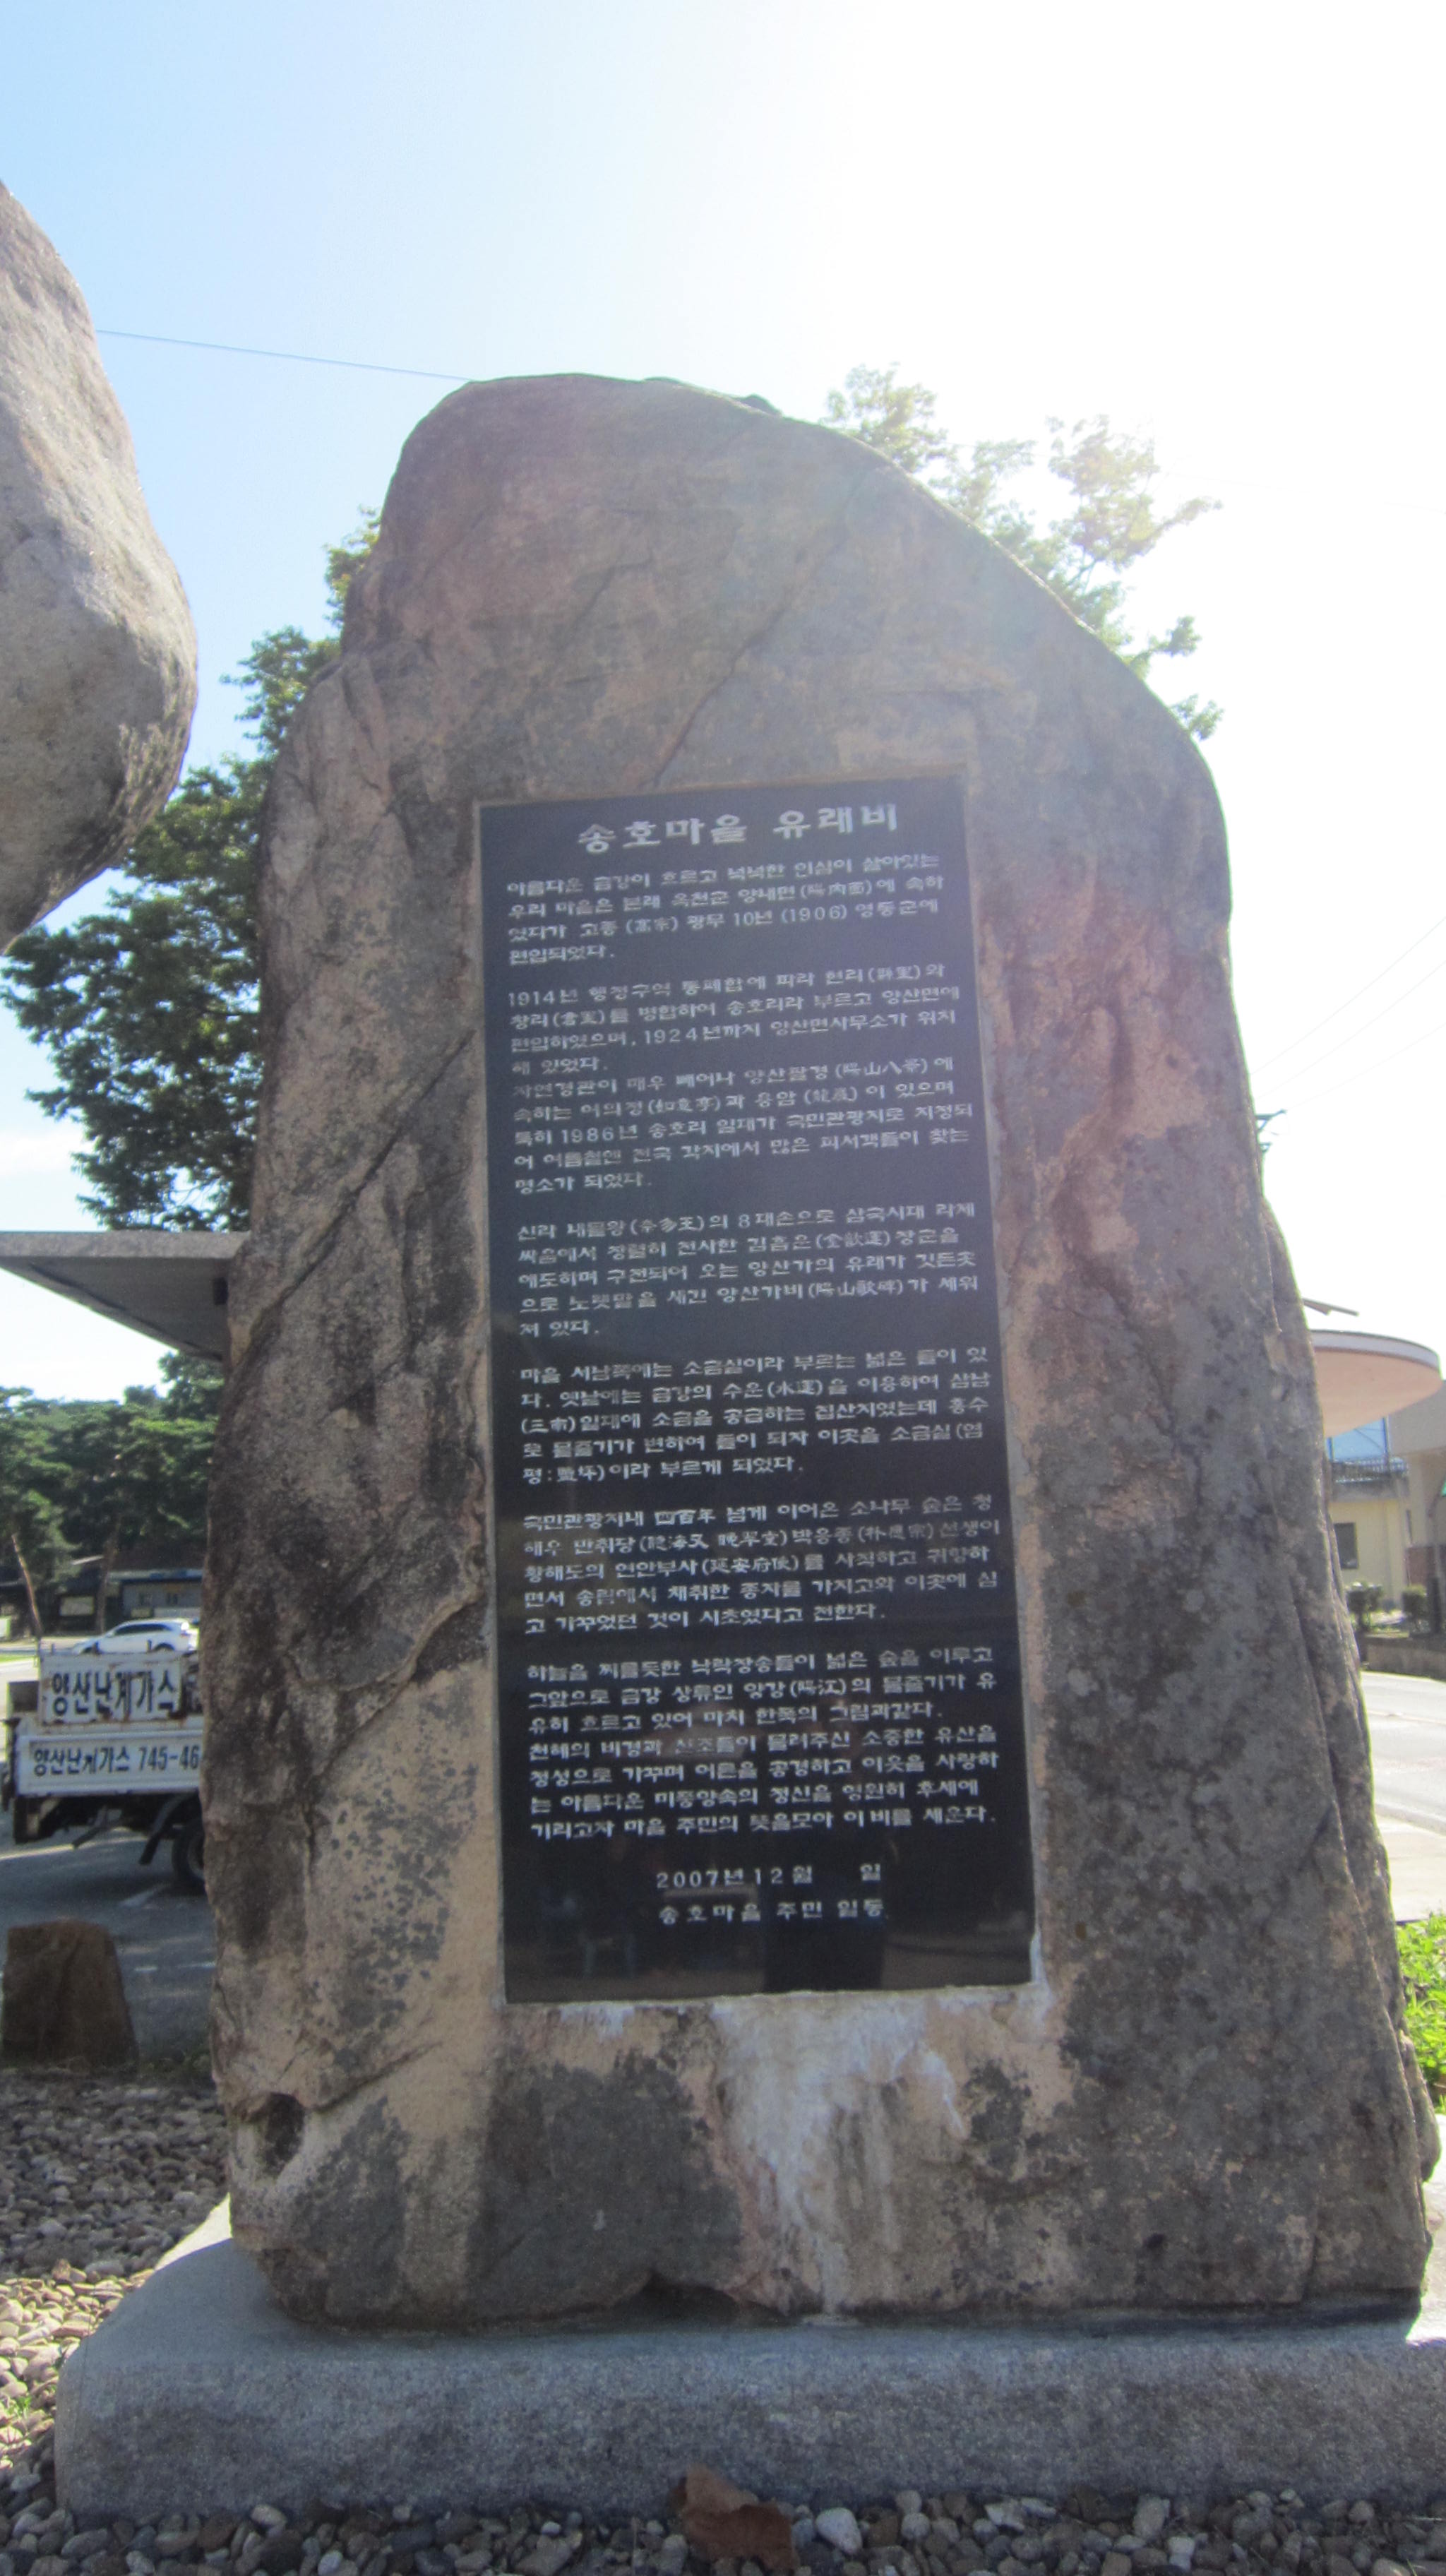 송호마을 유래비
아름다운 금강이 흐르고 넉넉한 인심이 살아있는
우리 마을은 본래 옥천군 양내면(陽內面)에 속하
였다가 고종 (高宗) 광무 10년 (1906) 영동군에
편입되었다.
1914년 행정구역 통폐합에 따라 현리(縣里)와
창리(倉里)를 병합하여 송호리라 부르고 양산면에
편입하였으며, 1924년까지 양산면사무소가 위치
해 있었다.
자연경관이 매우 빼어나 양산팔경 (陽山八景) 에
속하는 여의정(如意亭)과 용암 (龍巖) 이 있으며
특히 1986년 송호리 일대가 국민관광지로 지정되
어 여름철엔 전국 각지에서 많은 피서객들이 찾는
명소가 되었다.
신라 내물왕(奈勿王)의 8대손으로 삼국시대 라제
싸움에서 장렬히 전사한 김흠운(金歆運) 장군을
애도하며 구전되어 오는 양산가의 유래가 깃든곳
으로 노랫말을 새긴 양산가비(陽山歌碑)가 세워
져 있다.
마을 서남쪽에는 소금실이라 부르는 넓은 들이 있
다. 옛날에는 금강의 수운(水運)을 이용하여 삼남
(三南)일대에 소금을 공급하는 집산지였는데 홍수
로 물줄기가 변하여 들이 되자 이곳을 소금실(염
평:鹽坪)이라 부르게 되었다.
국민관광지내 四百年 넘게 이어온 소나무 숲은 청
해우 만취당( 晩翠堂)박응종(朴應宗) 선생이
황해도의 연안부사(延安府使)를 사직하고 귀향하
면서 송림에서 채취한 종자를 가지고와 이곳에 심
고 가꾸었던 것이 시초였다고 전한다.
하늘을 찌를듯한 낙락장송들이 넓은 숲을 이루고
그앞으로 금강 상류인 양강(陽江)의 물줄기가 유
유히 흐르고 있어 마치 한폭의 그림과같다.
천혜의 비경과 선조들이 물려주신 소중한 유산을
정성으로 가꾸며 어른을 공경하고 이웃을 사랑하
는 아름다운 미풍양속의 정신을 영원히 후세에
기리고자 마을 주민의 뜻을모아 이 비를 세운다.
2007년 12월 일
송호마을 주민 일동
양산난계가스
양산난계가스 745-46